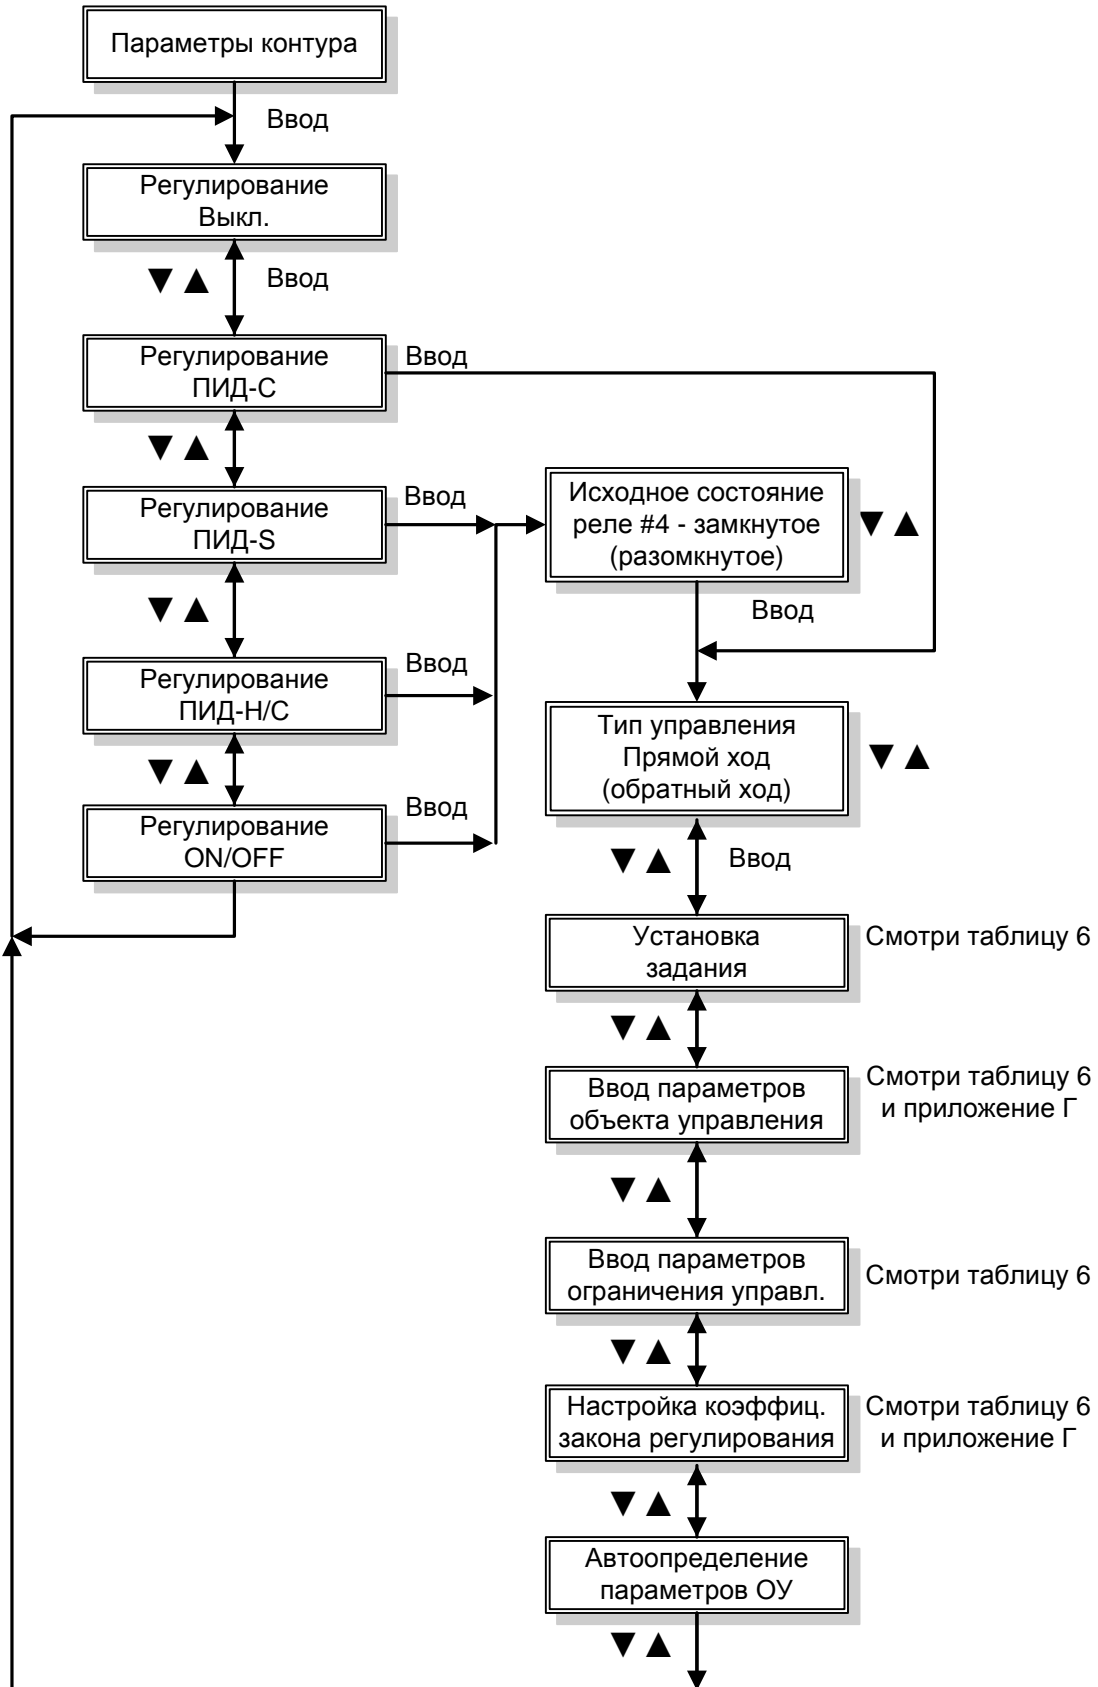 Параметры контура
Ввод
Регулирование
Выкл.
▼ ▲ Ввод
Регулирование
ПИД-С
Ввод
▼ ▲
Регулирование
ПИД-S
Ввод
▼ ▲
Регулирование
ПИД-Н/С
Ввод
▼ ▲
Регулирование
ON/OFF
Ввод
Исходное состояние
реле #4 - замкнутое
(разомкнутое)
▼ ▲
Ввод
Тип управления
Прямой ход
(обратный ход)
▼ ▲
▼ ▲ Ввод
Установка
задания
Смотри таблицу 6
▼ ▲
Ввод параметров
объекта управления
Смотри таблицу 6
и приложение Г
▼ ▲
Ввод параметров
ограничения управл.
Смотри таблицу 6
▼ ▲
Настройка коэффиц.
закона регулирования
Смотри таблицу 6
и приложение Г
▼ ▲
Автоопределение
параметров ОУ
▼ ▲